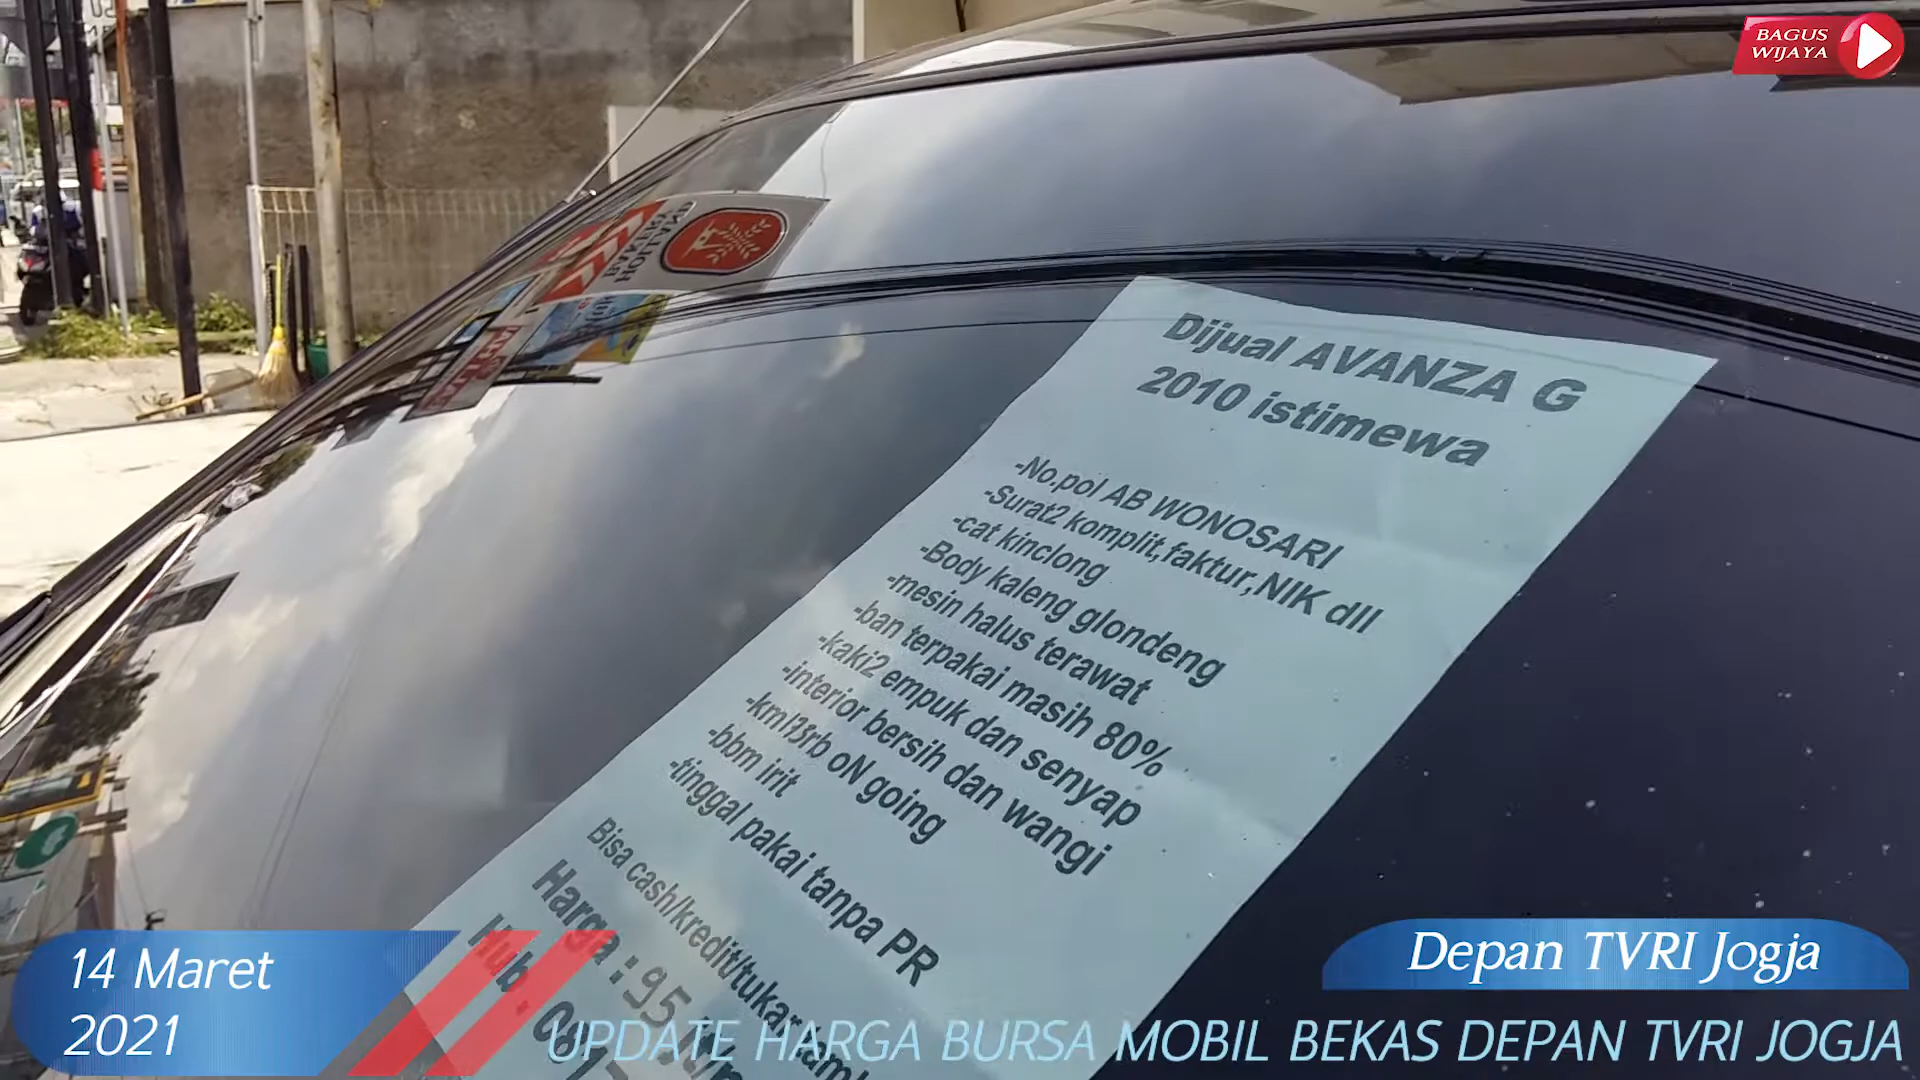 BAGUS
WIJAYA
Dijual AVANZA G
2010 istimewa
-No.pol AB WONOSARI
-Surat2 komplit,faktur,NIK dll
-cat kinclong
-Body kaleng glondeng
-mesin halus terawat
-ban terpakai masih 80%
-kaki2 empuk dan senyap
-interior bersih dan wangi
oN going
-bbm irit
-tinggal pakai tanpa PR
Bisa cash/kredit/tukar
Harga : 95
Hub :
14 Maret
2021
Depan TVRI Jogja
UPDATE HARGA BURSA MOBIL BEKAS DEPAN TVRI JOGJA